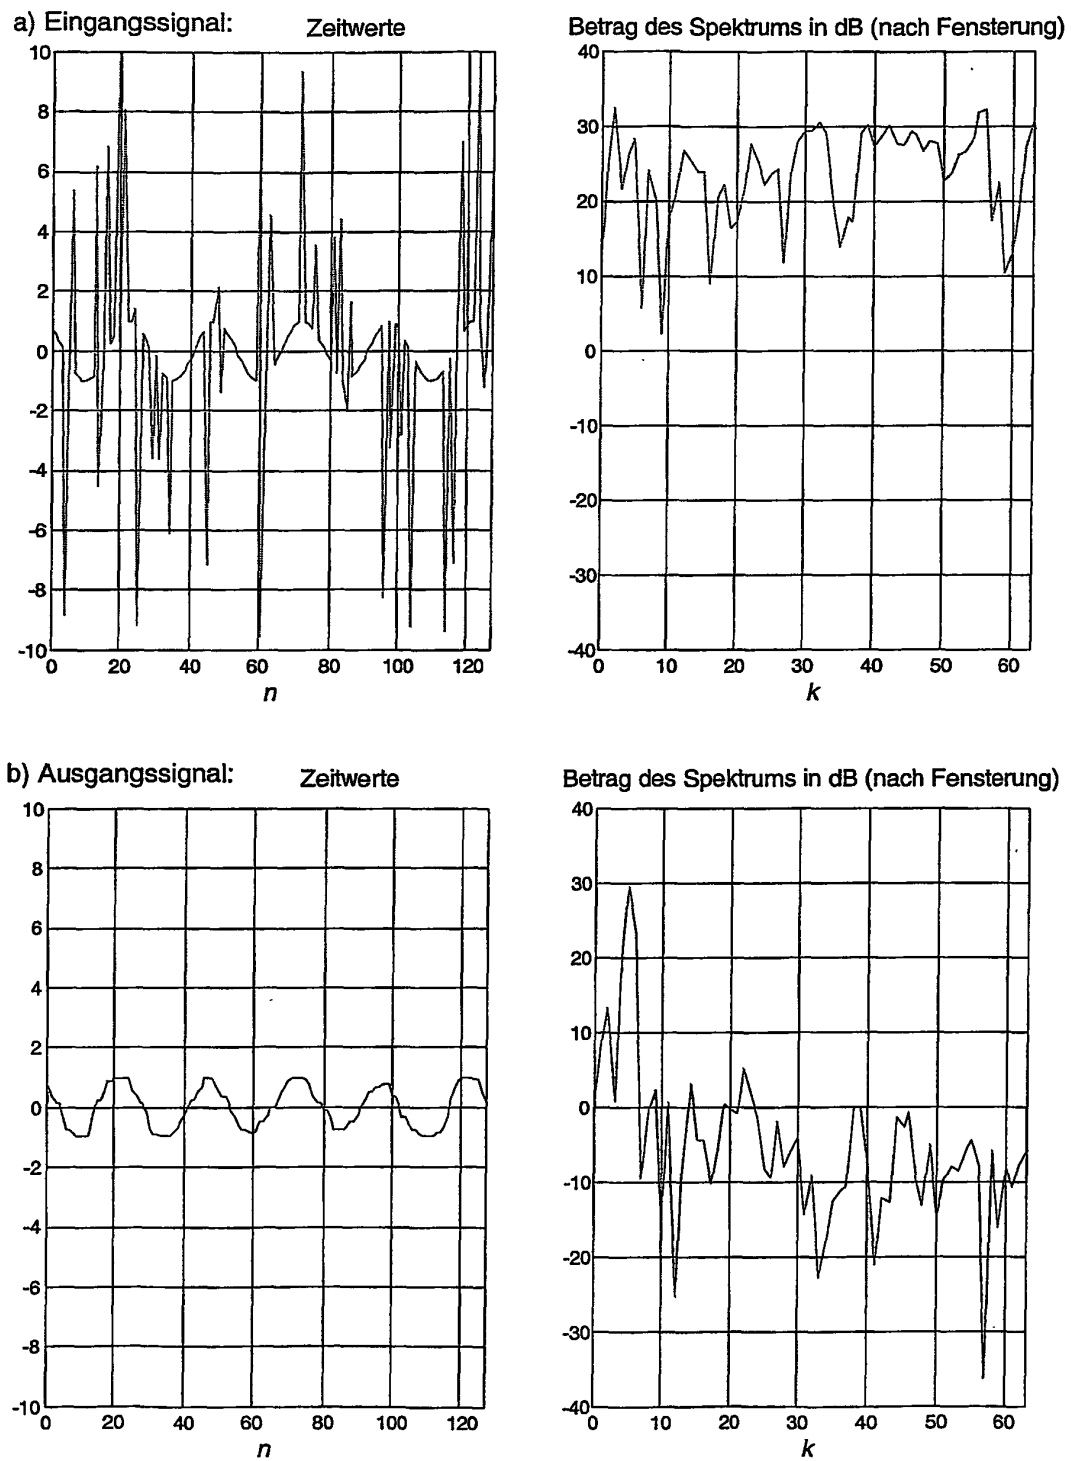 a) Eingangssignal:
Zeitwerte
10
8
6
4
2
0
-2
-4
-6
-8
-10
0 20 40 60 80 100 120
n
Betrag des Spektrums in dB (nach Fensterung)
40
30
20
10
0
-10
-20
-30
-40
0 10 20 30 40 50 60
k
b) Ausgangssignal:
Zeitwerte
10
8
6
4
2
0
-2
-4
-6
-8
-10
0 20 40 60 80 100 120
n
Betrag des Spektrums in dB (nach Fensterung)
40
30
20
10
0
-10
-20
-30
-40
0 10 20 30 40 50 60
k